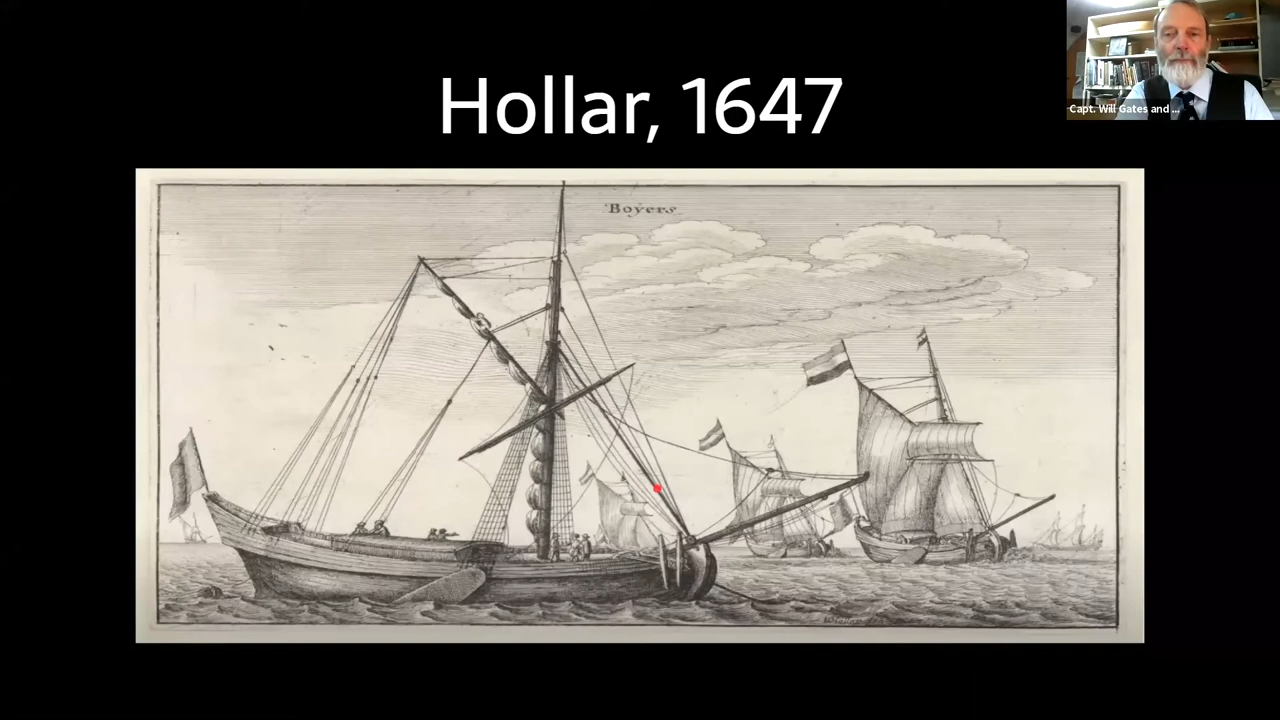 Hollar, 1647
Capt. Will Gates and ...
Boyers